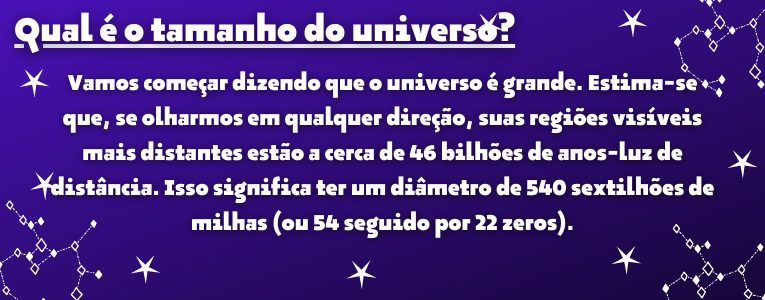 Qual é o tamanho do universo?
Vamos começar dizendo que o universo é grande. Estima-se
que, se olharmos em qualquer direção, suas regiões visíveis
mais distantes estão a cerca de 46 bilhões de anos-luz de
distância. Isso significa ter um diâmetro de 540 sextilhões de
milhas (ou 54 seguido por 22 zeros).